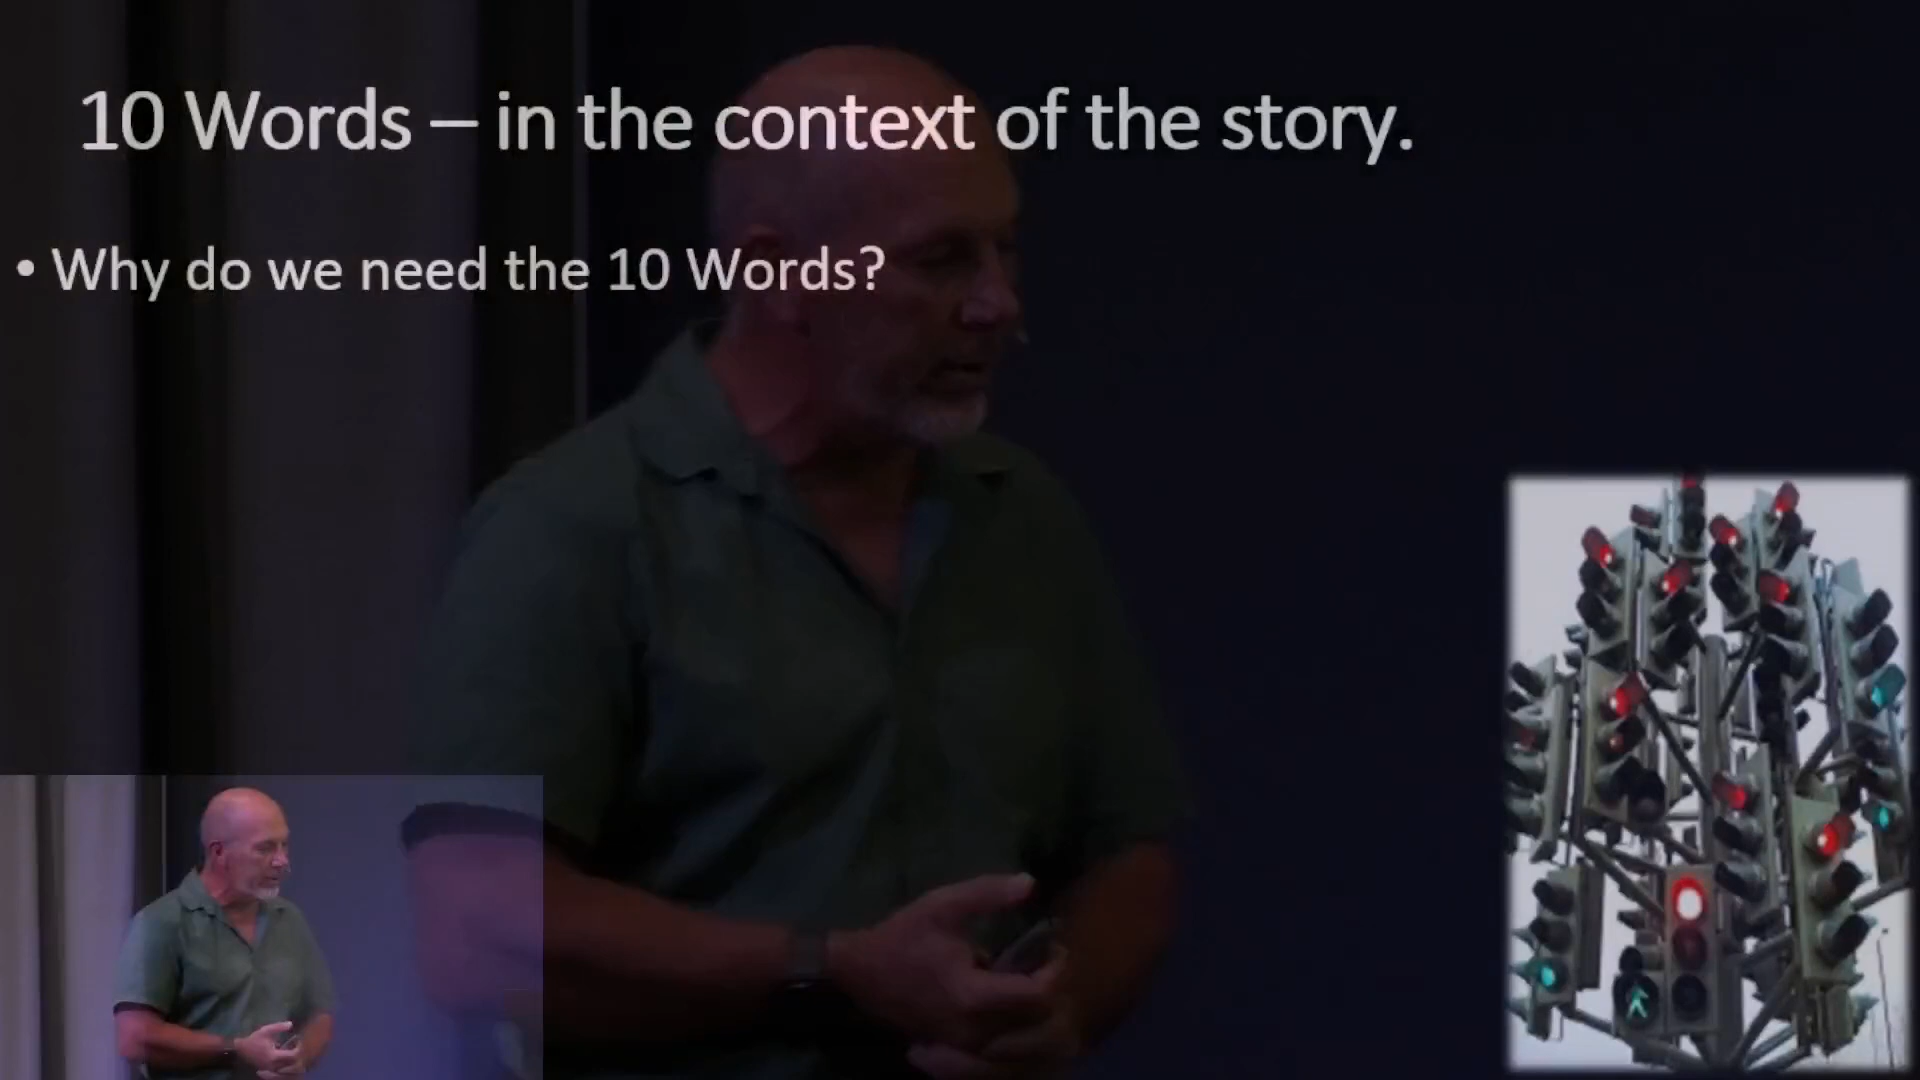 10 Words – in the context of the story.
• Why do we need the 10 Words?